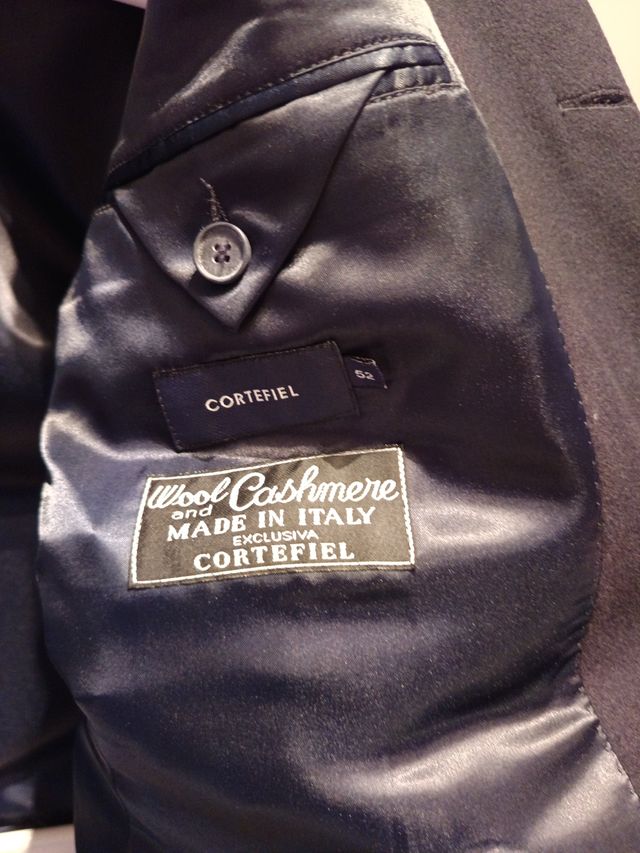 CORTEFIEL
52
Wool Cashmere
and
MADE IN ITALY
EXCLUSIVA
CORTEFIEL